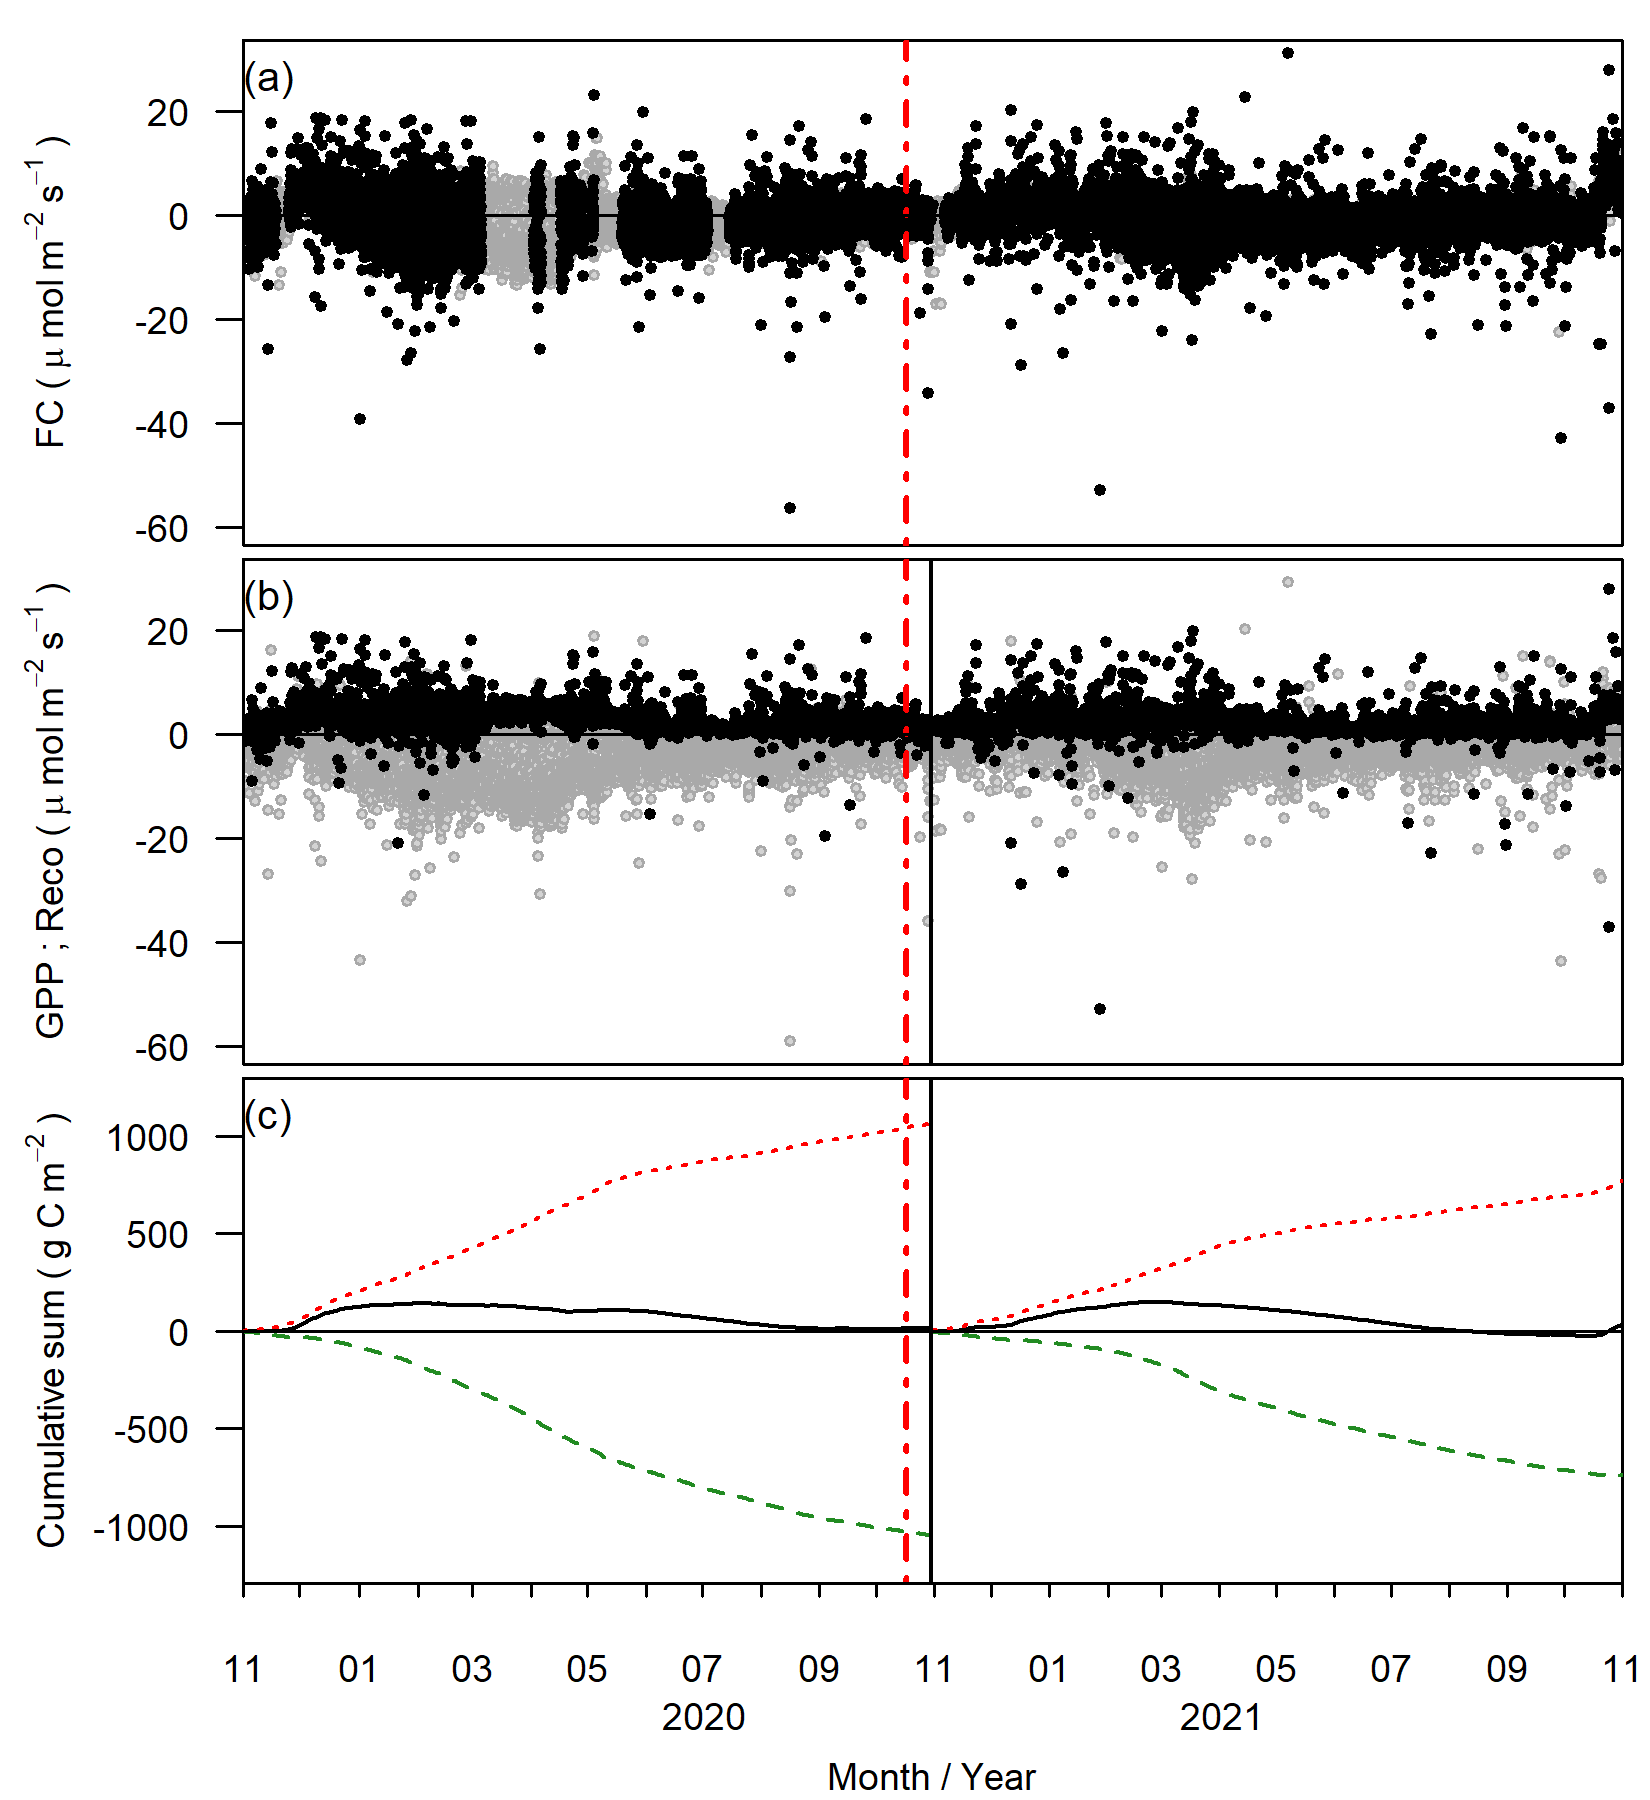 (a)
FC ( μ mol m⁻² s⁻¹ )
20
0
-20
-40
-60
(b)
GPP ; Reco ( μ mol m⁻² s⁻¹ )
20
0
-20
-40
-60
(c)
Cumulative sum ( g C m⁻² )
1000
500
0
-500
-1000
11 01 03 05 07 09 11 01 03 05 07 09 11
2020 2021
Month / Year